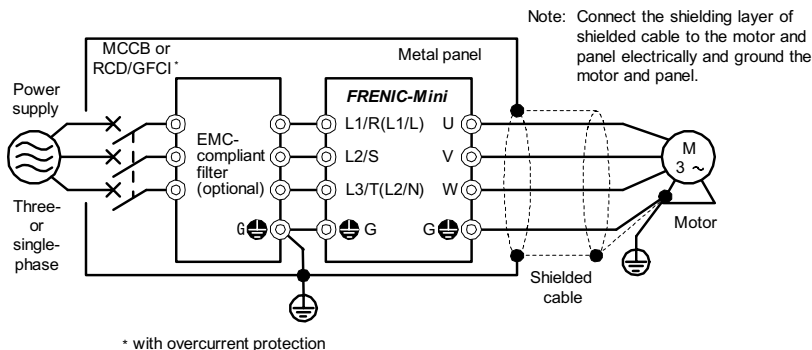 Note: Connect the shielding layer of
shielded cable to the motor and
panel electrically and ground the
motor and panel.
MCCB or
RCD/GFCI *
Metal panel
Power
supply
FRENIC-Mini
EMC-
compliant
filter
(optional)
L1/R(L1/L) U
L2/S V
L3/T(L2/N) W
G G G
M
3 ~
Motor
Three-
or
single-
phase
Shielded
cable
* with overcurrent protection